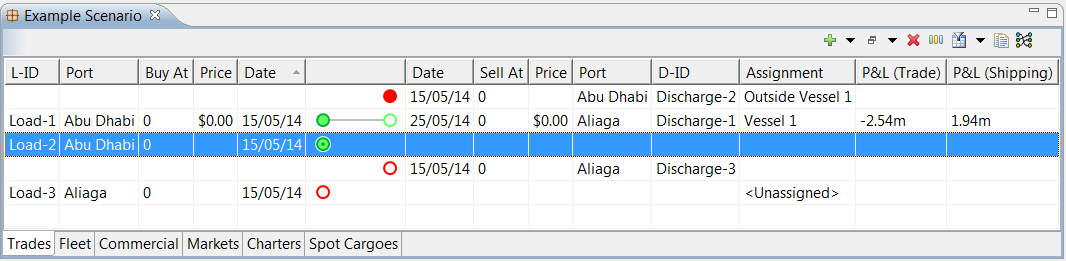 Example Scenario
L-ID Port Buy At Price Date Date Sell At Price Port D-ID Assignment P&L (Trade) P&L (Shipping)
15/05/14 0 Abu Dhabi Discharge-2 Outside Vessel 1
Load-1 Abu Dhabi 0 $0.00 15/05/14 25/05/14 0 $0.00 Aliaga Discharge-1 Vessel 1 -2.54m 1.94m
Load-2 Abu Dhabi 0 15/05/14
15/05/14 0 Aliaga Discharge-3
Load-3 Aliaga 0 15/05/14 <Unassigned>
Trades Fleet Commercial Markets Charters Spot Cargoes